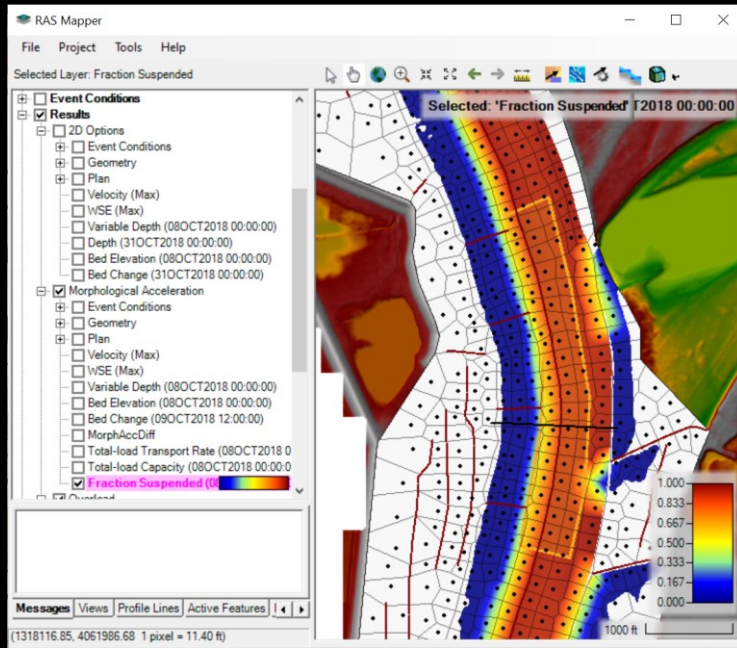 RAS Mapper
File Project Tools Help
Selected Layer: Fraction Suspended
Event Conditions
Results
2D Options
Event Conditions
Geometry
Plan
Velocity (Max)
WSE (Max)
Variable Depth (08OCT2018 00:00:00)
Depth (31OCT2018 00:00:00)
Bed Elevation (08OCT2018 00:00:00)
Bed Change (31OCT2018 00:00:00)
Morphological Acceleration
Event Conditions
Geometry
Plan
Velocity (Max)
WSE (Max)
Variable Depth (08OCT2018 00:00:00)
Bed Elevation (08OCT2018 00:00:00)
Bed Change (09OCT2018 12:00:00)
MorphAccDiff
Total-load Transport Rate (08OCT2018 0
Total-load Capacity (08OCT2018 00:00:0
Fraction Suspended (08
Overload
Messages Views Profile Lines Active Features
(1318116.85, 4061986.68 1 pixel = 11.40 ft)
Selected: 'Fraction Suspended' T2018 00:00:00
1.000
0.833
0.667
0.500
0.333
0.167
0.000
1000 ft